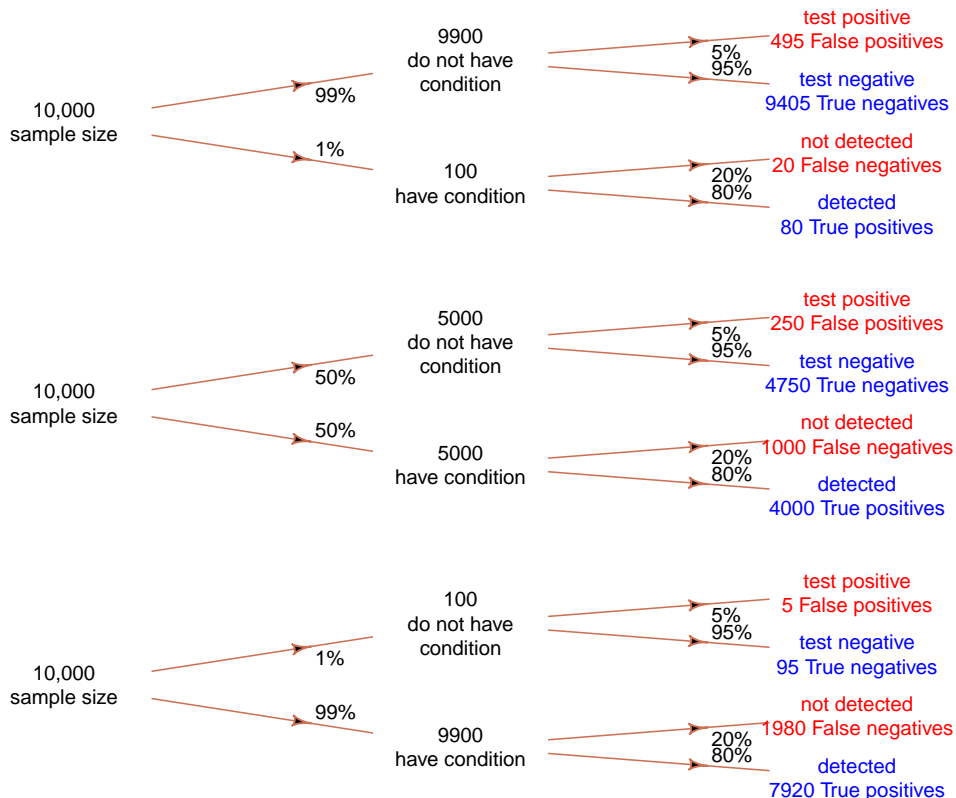 10,000
sample size
99%
1%
9900
do not have
condition
100
have condition
5%
95%
20%
80%
test positive
495 False positives
test negative
9405 True negatives
not detected
20 False negatives
detected
80 True positives
10,000
sample size
50%
50%
5000
do not have
condition
5000
have condition
5%
95%
20%
80%
test positive
250 False positives
test negative
4750 True negatives
not detected
1000 False negatives
detected
4000 True positives
10,000
sample size
1%
99%
100
do not have
condition
9900
have condition
5%
95%
20%
80%
test positive
5 False positives
test negative
95 True negatives
not detected
1980 False negatives
detected
7920 True positives